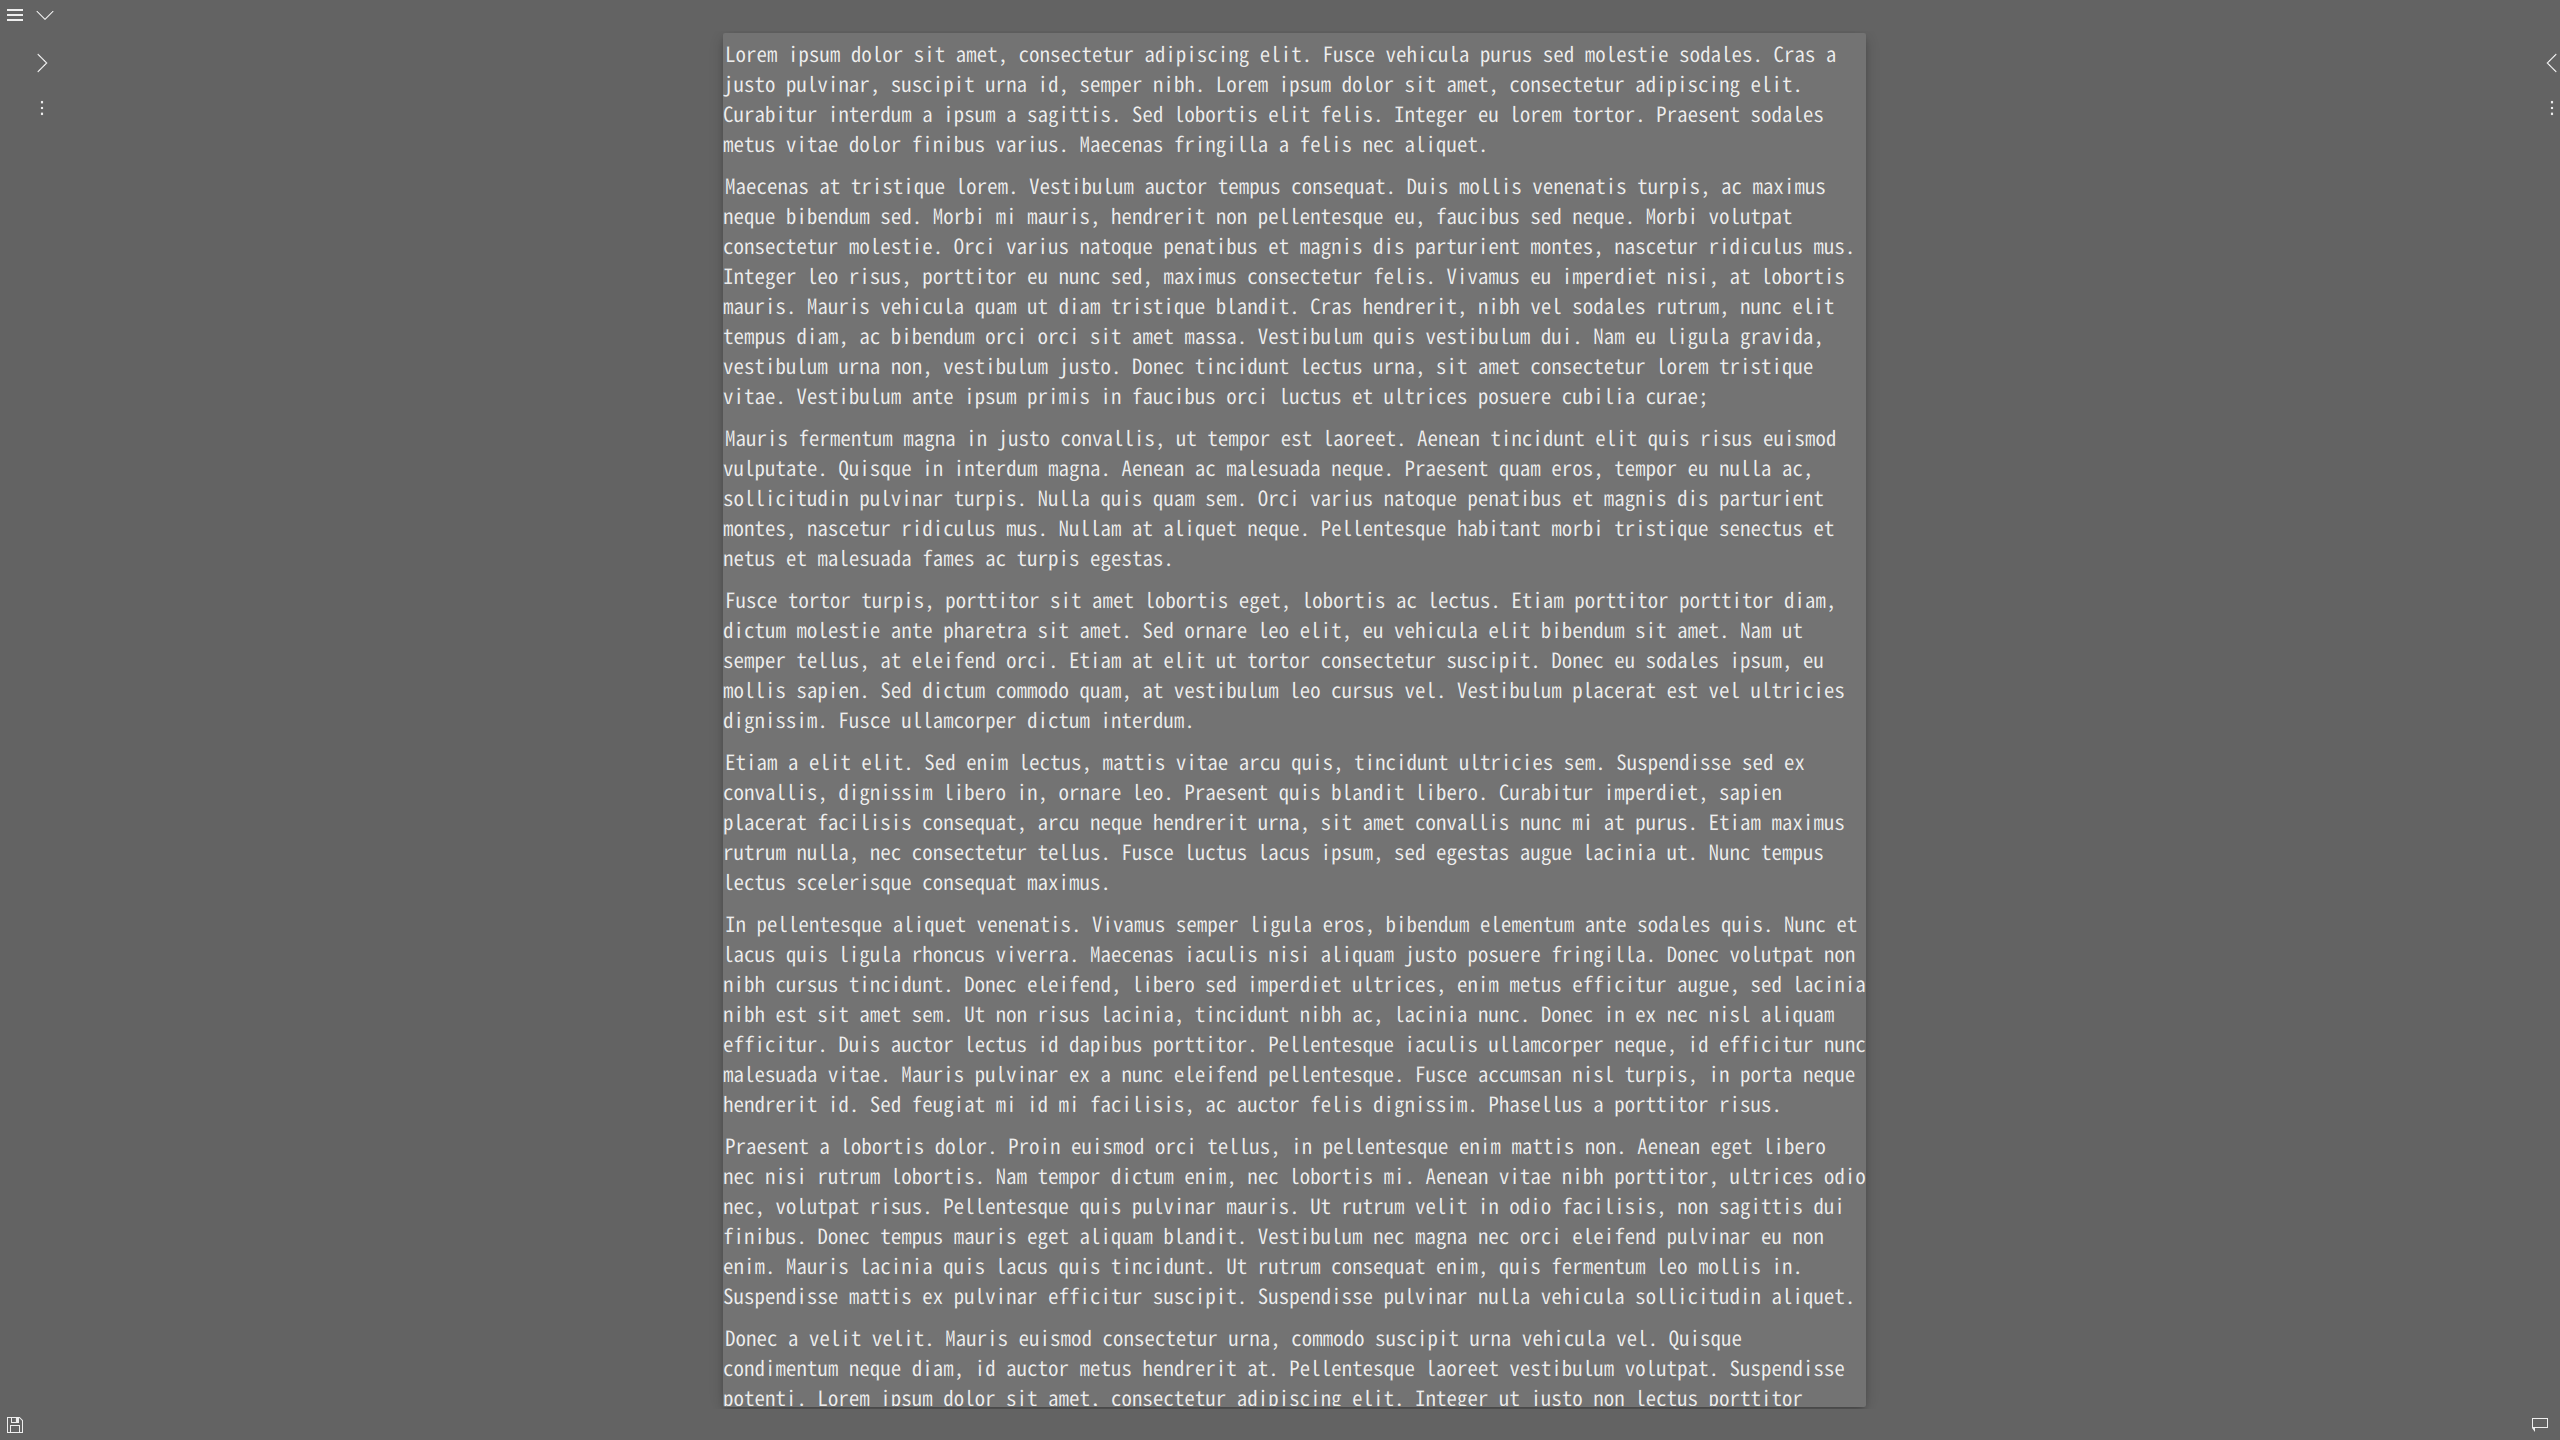 Lorem ipsum dolor sit amet, consectetur adipiscing elit. Fusce vehicula purus sed molestie sodales. Cras a
justo pulvinar, suscipit urna id, semper nibh. Lorem ipsum dolor sit amet, consectetur adipiscing elit.
Curabitur interdum a ipsum a sagittis. Sed lobortis elit felis. Integer eu lorem tortor. Praesent sodales
metus vitae dolor finibus varius. Maecenas fringilla a felis nec aliquet.
Maecenas at tristique lorem. Vestibulum auctor tempus consequat. Duis mollis venenatis turpis, ac maximus
neque bibendum sed. Morbi mi mauris, hendrerit non pellentesque eu, faucibus sed neque. Morbi volutpat
consectetur molestie. Orci varius natoque penatibus et magnis dis parturient montes, nascetur ridiculus mus.
Integer leo risus, porttitor eu nunc sed, maximus consectetur felis. Vivamus eu imperdiet nisi, at lobortis
mauris. Mauris vehicula quam ut diam tristique blandit. Cras hendrerit, nibh vel sodales rutrum, nunc elit
tempus diam, ac bibendum orci orci sit amet massa. Vestibulum quis vestibulum dui. Nam eu ligula gravida,
vestibulum urna non, vestibulum justo. Donec tincidunt lectus urna, sit amet consectetur lorem tristique
vitae. Vestibulum ante ipsum primis in faucibus orci luctus et ultrices posuere cubilia curae;
Mauris fermentum magna in justo convallis, ut tempor est laoreet. Aenean tincidunt elit quis risus euismod
vulputate. Quisque in interdum magna. Aenean ac malesuada neque. Praesent quam eros, tempor eu nulla ac,
sollicitudin pulvinar turpis. Nulla quis quam sem. Orci varius natoque penatibus et magnis dis parturient
montes, nascetur ridiculus mus. Nullam at aliquet neque. Pellentesque habitant morbi tristique senectus et
netus et malesuada fames ac turpis egestas.
Fusce tortor turpis, porttitor sit amet lobortis eget, lobortis ac lectus. Etiam porttitor porttitor diam,
dictum molestie ante pharetra sit amet. Sed ornare leo elit, eu vehicula elit bibendum sit amet. Nam ut
semper tellus, at eleifend orci. Etiam at elit ut tortor consectetur suscipit. Donec eu sodales ipsum, eu
mollis sapien. Sed dictum commodo quam, at vestibulum leo cursus vel. Vestibulum placerat est vel ultricies
dignissim. Fusce ullamcorper dictum interdum.
Etiam a elit elit. Sed enim lectus, mattis vitae arcu quis, tincidunt ultricies sem. Suspendisse sed ex
convallis, dignissim libero in, ornare leo. Praesent quis blandit libero. Curabitur imperdiet, sapien
placerat facilisis consequat, arcu neque hendrerit urna, sit amet convallis nunc mi at purus. Etiam maximus
rutrum nulla, nec consectetur tellus. Fusce luctus lacus ipsum, sed egestas augue lacinia ut. Nunc tempus
lectus scelerisque consequat maximus.
In pellentesque aliquet venenatis. Vivamus semper ligula eros, bibendum elementum ante sodales quis. Nunc et
lacus quis ligula rhoncus viverra. Maecenas iaculis nisi aliquam justo posuere fringilla. Donec volutpat non
nibh cursus tincidunt. Donec eleifend, libero sed imperdiet ultrices, enim metus efficitur augue, sed lacinia
nibh est sit amet sem. Ut non risus lacinia, tincidunt nibh ac, lacinia nunc. Donec in ex nec nisl aliquam
efficitur. Duis auctor lectus id dapibus porttitor. Pellentesque iaculis ullamcorper neque, id efficitur nunc
malesuada vitae. Mauris pulvinar ex a nunc eleifend pellentesque. Fusce accumsan nisl turpis, in porta neque
hendrerit id. Sed feugiat mi id mi facilisis, ac auctor felis dignissim. Phasellus a porttitor risus.
Praesent a lobortis dolor. Proin euismod orci tellus, in pellentesque enim mattis non. Aenean eget libero
nec nisi rutrum lobortis. Nam tempor dictum enim, nec lobortis mi. Aenean vitae nibh porttitor, ultrices odio
nec, volutpat risus. Pellentesque quis pulvinar mauris. Ut rutrum velit in odio facilisis, non sagittis dui
finibus. Donec tempus mauris eget aliquam blandit. Vestibulum nec magna nec orci eleifend pulvinar eu non
enim. Mauris lacinia quis lacus quis tincidunt. Ut rutrum consequat enim, quis fermentum leo mollis in.
Suspendisse mattis ex pulvinar efficitur suscipit. Suspendisse pulvinar nulla vehicula sollicitudin aliquet.
Donec a velit velit. Mauris euismod consectetur urna, commodo suscipit urna vehicula vel. Quisque
condimentum neque diam, id auctor metus hendrerit at. Pellentesque laoreet vestibulum volutpat. Suspendisse
potenti. Lorem ipsum dolor sit amet, consectetur adipiscing elit. Integer ut justo non lectus porttitor